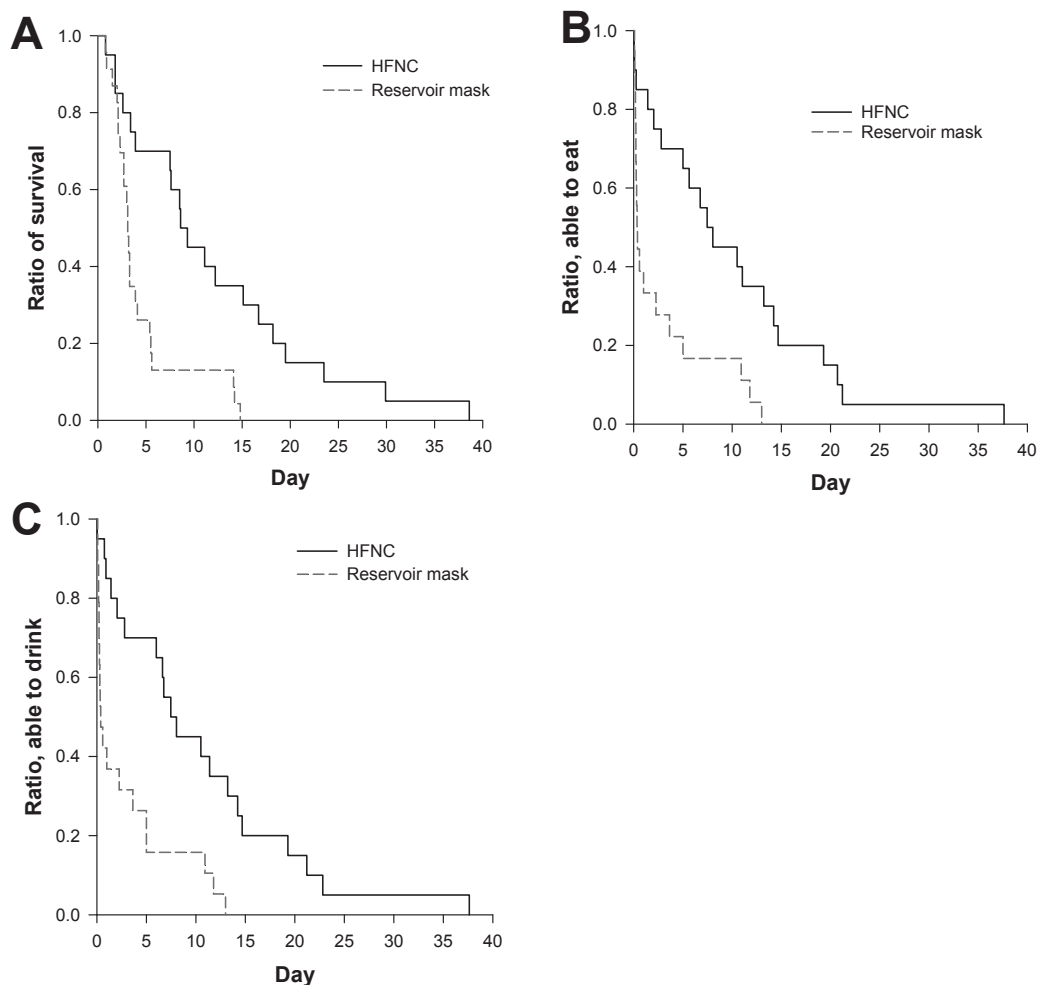 A
Ratio of survival
1.0
0.8
0.6
0.4
0.2
0.0
HFNC
Reservoir mask
0 5 10 15 20 25 30 35 40
Day
B
Ratio, able to eat
1.0
0.8
0.6
0.4
0.2
0.0
HFNC
Reservoir mask
0 5 10 15 20 25 30 35 40
Day
C
Ratio, able to drink
1.0
0.8
0.6
0.4
0.2
0.0
HFNC
Reservoir mask
0 5 10 15 20 25 30 35 40
Day